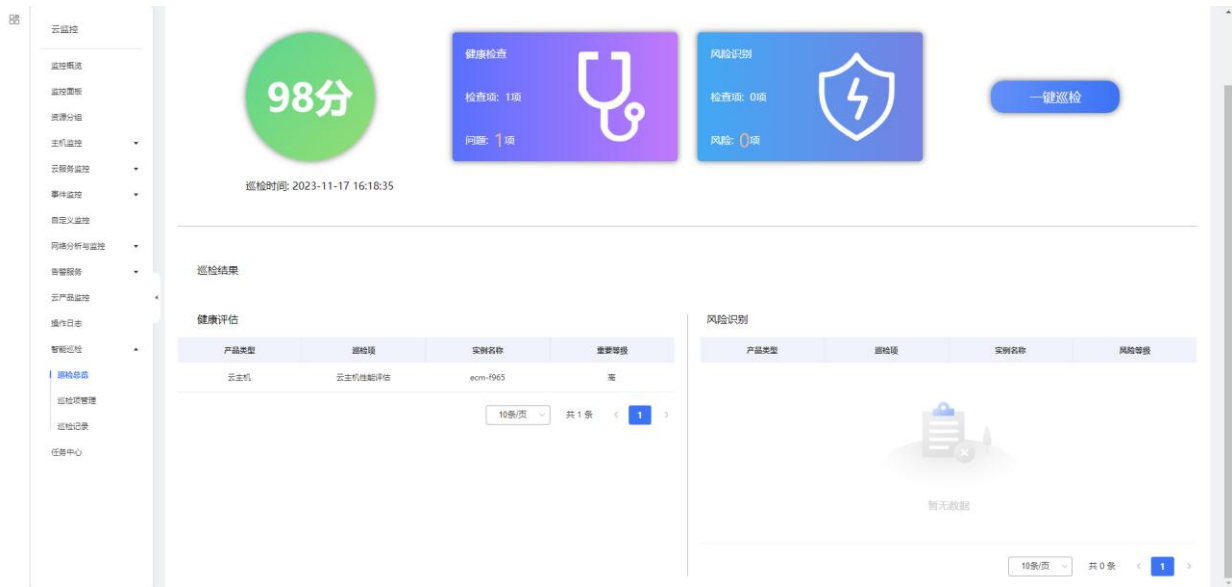 云监控
监控概览
监控面板
资源分组
主机监控
云服务监控
事件监控
自定义监控
网络分析与监控
告警服务
云产品监控
操作日志
智能巡检
巡检总览
巡检项管理
巡检记录
任务中心
98分
巡检时间: 2023-11-17 16:18:35
健康检查
检查项: 1项
问题: 1项
风险识别
检查项: 0项
风险: 0项
一键巡检
巡检结果
健康评估
产品类型 巡检项 实例名称 重要等级
云主机 云主机性能评估 ecm-f965 高
10条/页 共 1 条 < 1 >
风险识别
产品类型 巡检项 实例名称 风险等级
暂无数据
10条/页 共 0 条 < 1 >